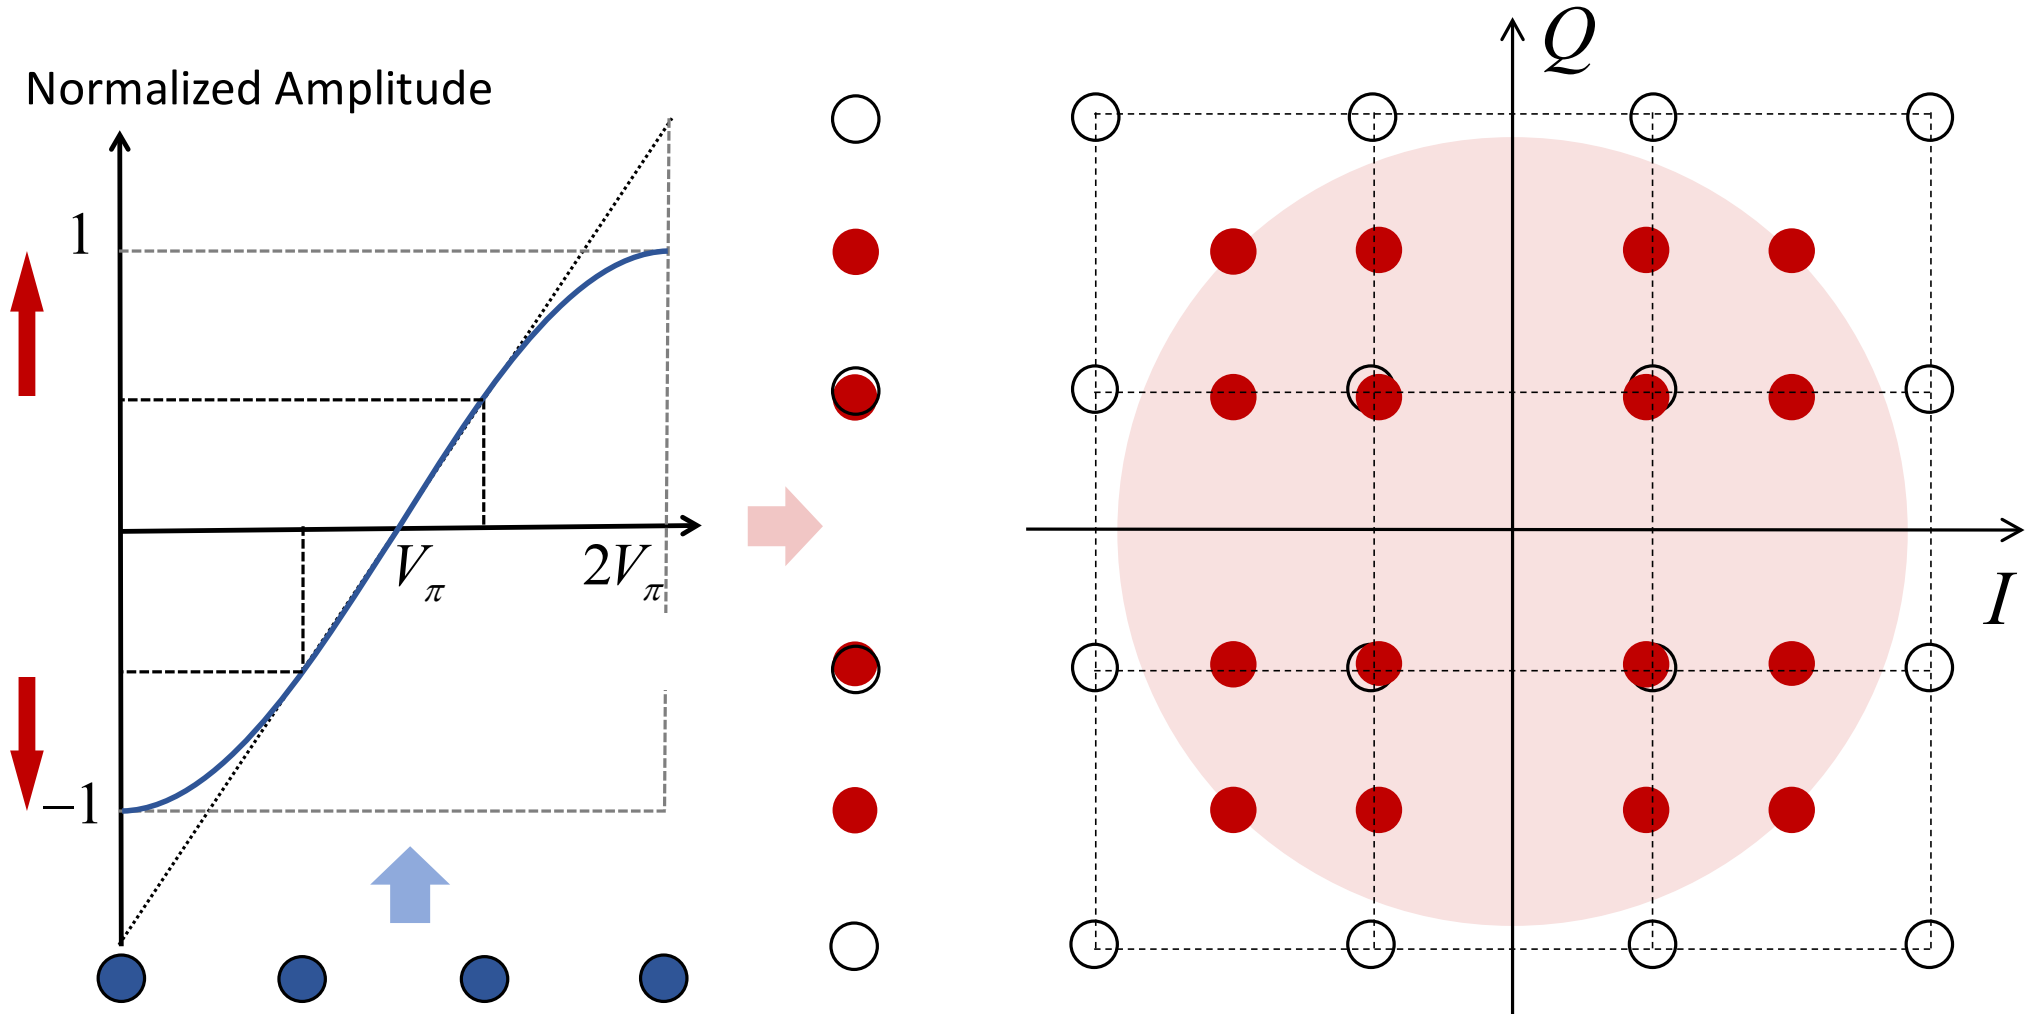 Normalized Amplitude
1
V_π
2V_π
−1
Q
I